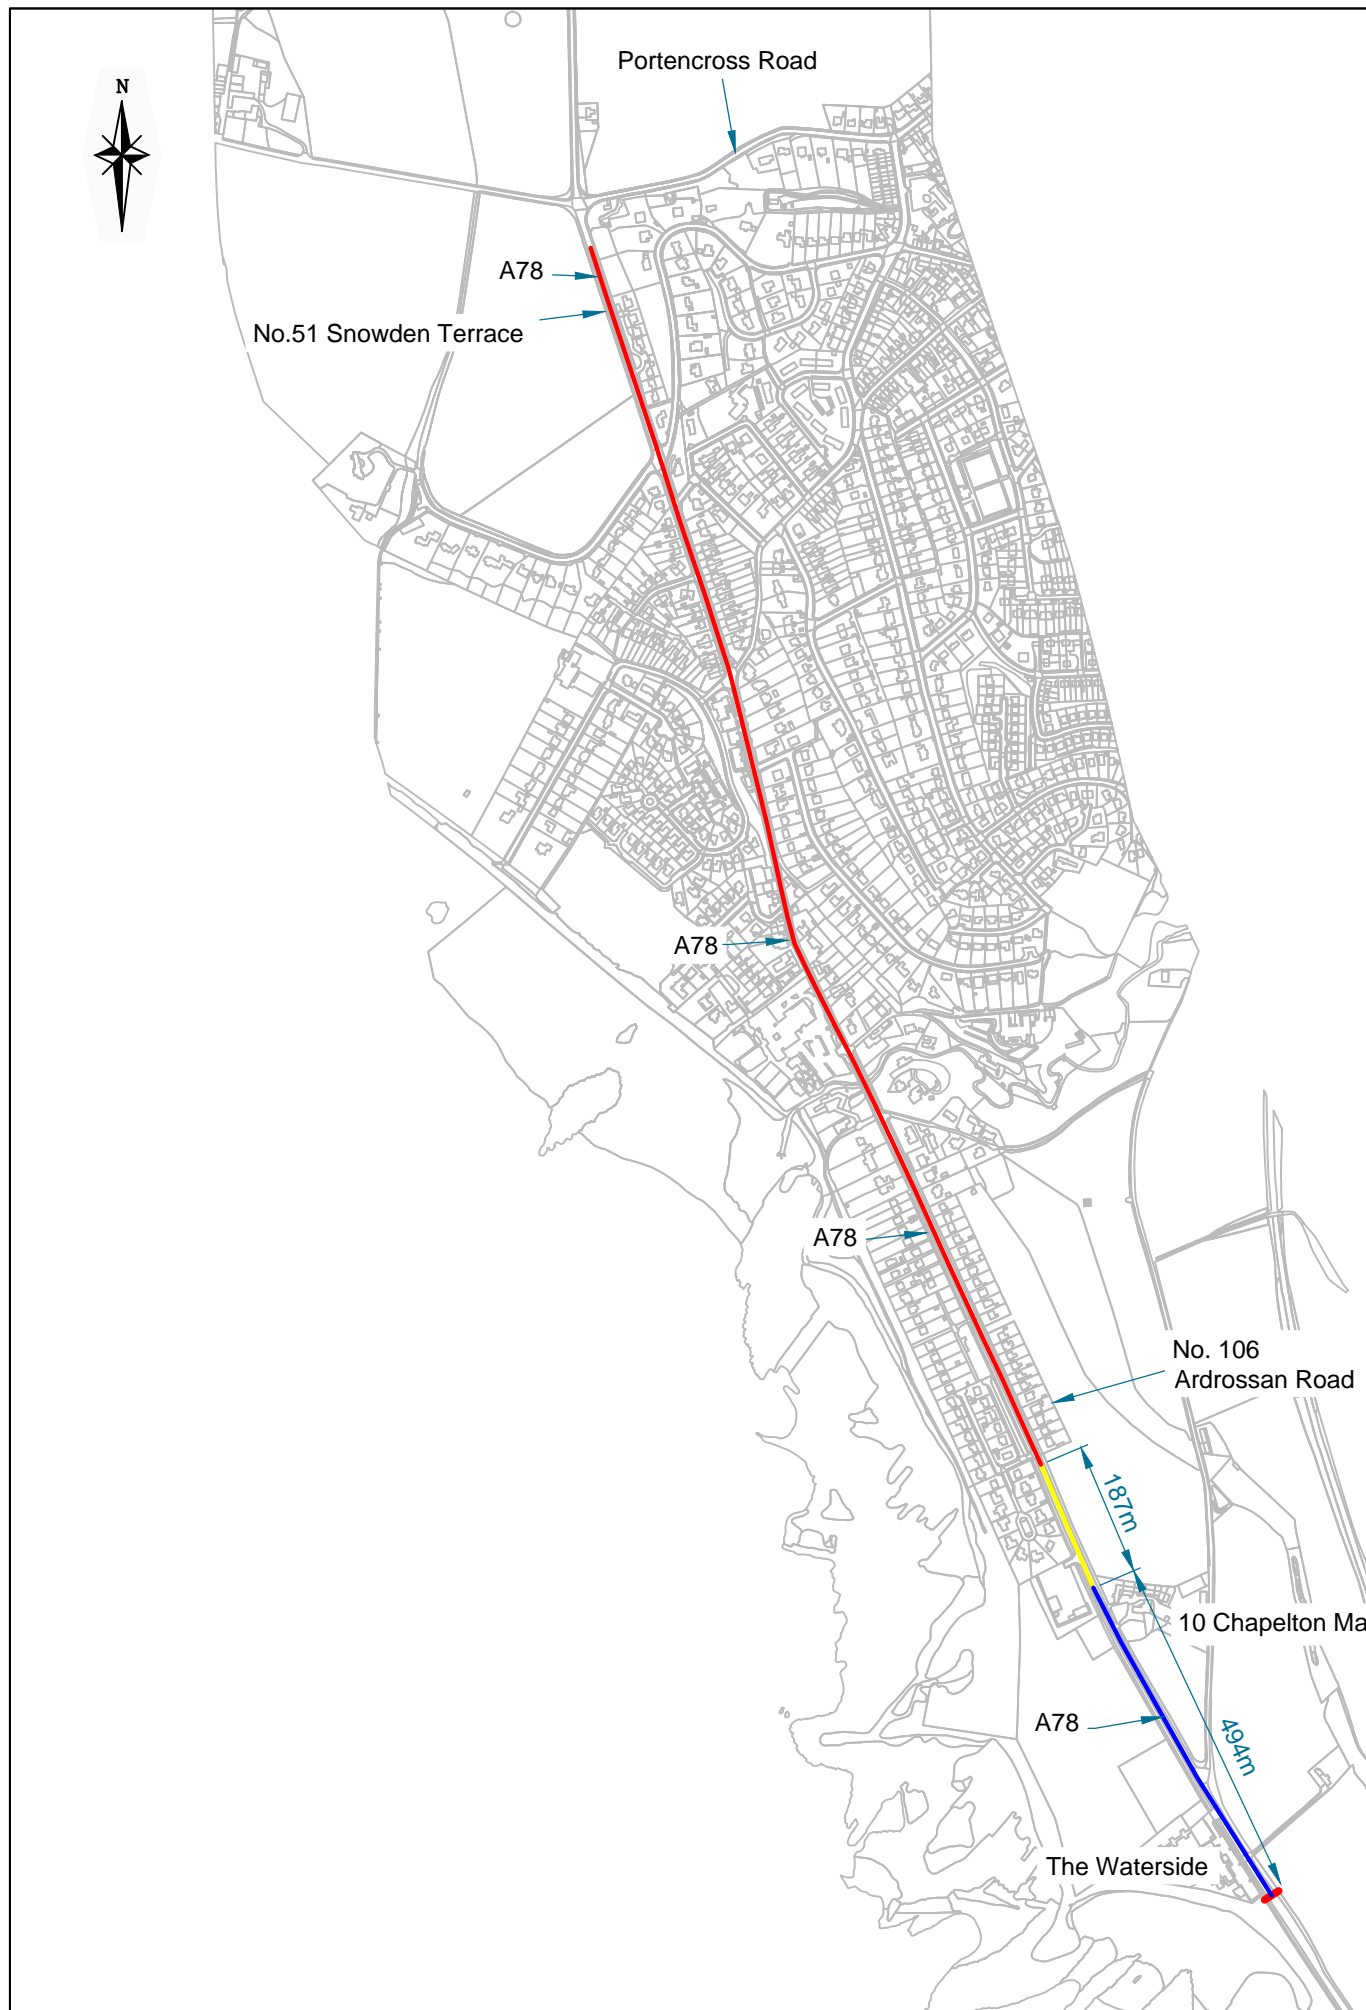 Portencross Road
N
A78
No.51 Snowden Terrace
A78
A78
No. 106
Ardrossan Road
187m
10 Chapelton Ma
A78
494m
The Waterside